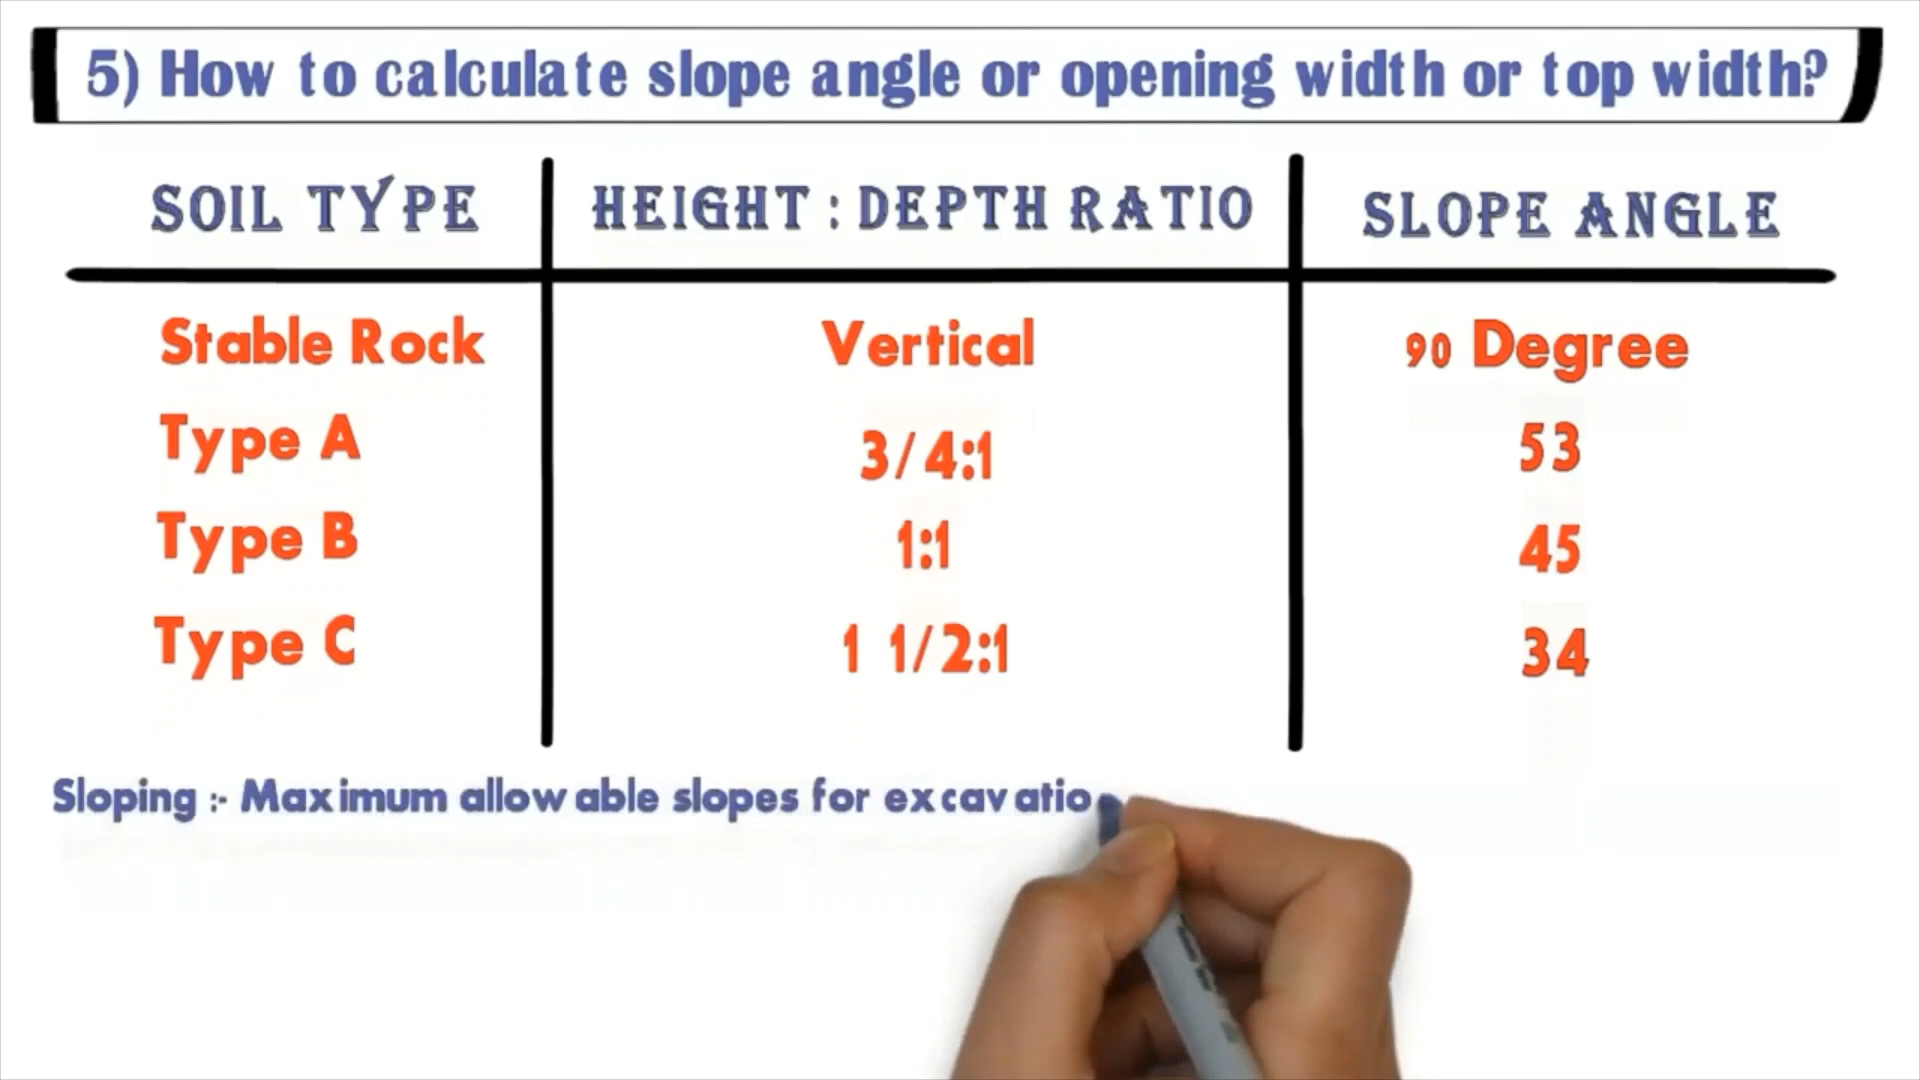 5) How to calculate slope angle or opening width or top width?
SOIL TYPE HEIGHT : DEPTH RATIO SLOPE ANGLE
Stable Rock Vertical 90 Degree
Type A 3/4:1 53
Type B 1:1 45
Type C 1 1/2:1 34
Sloping :- Maximum allowable slopes for excavatio